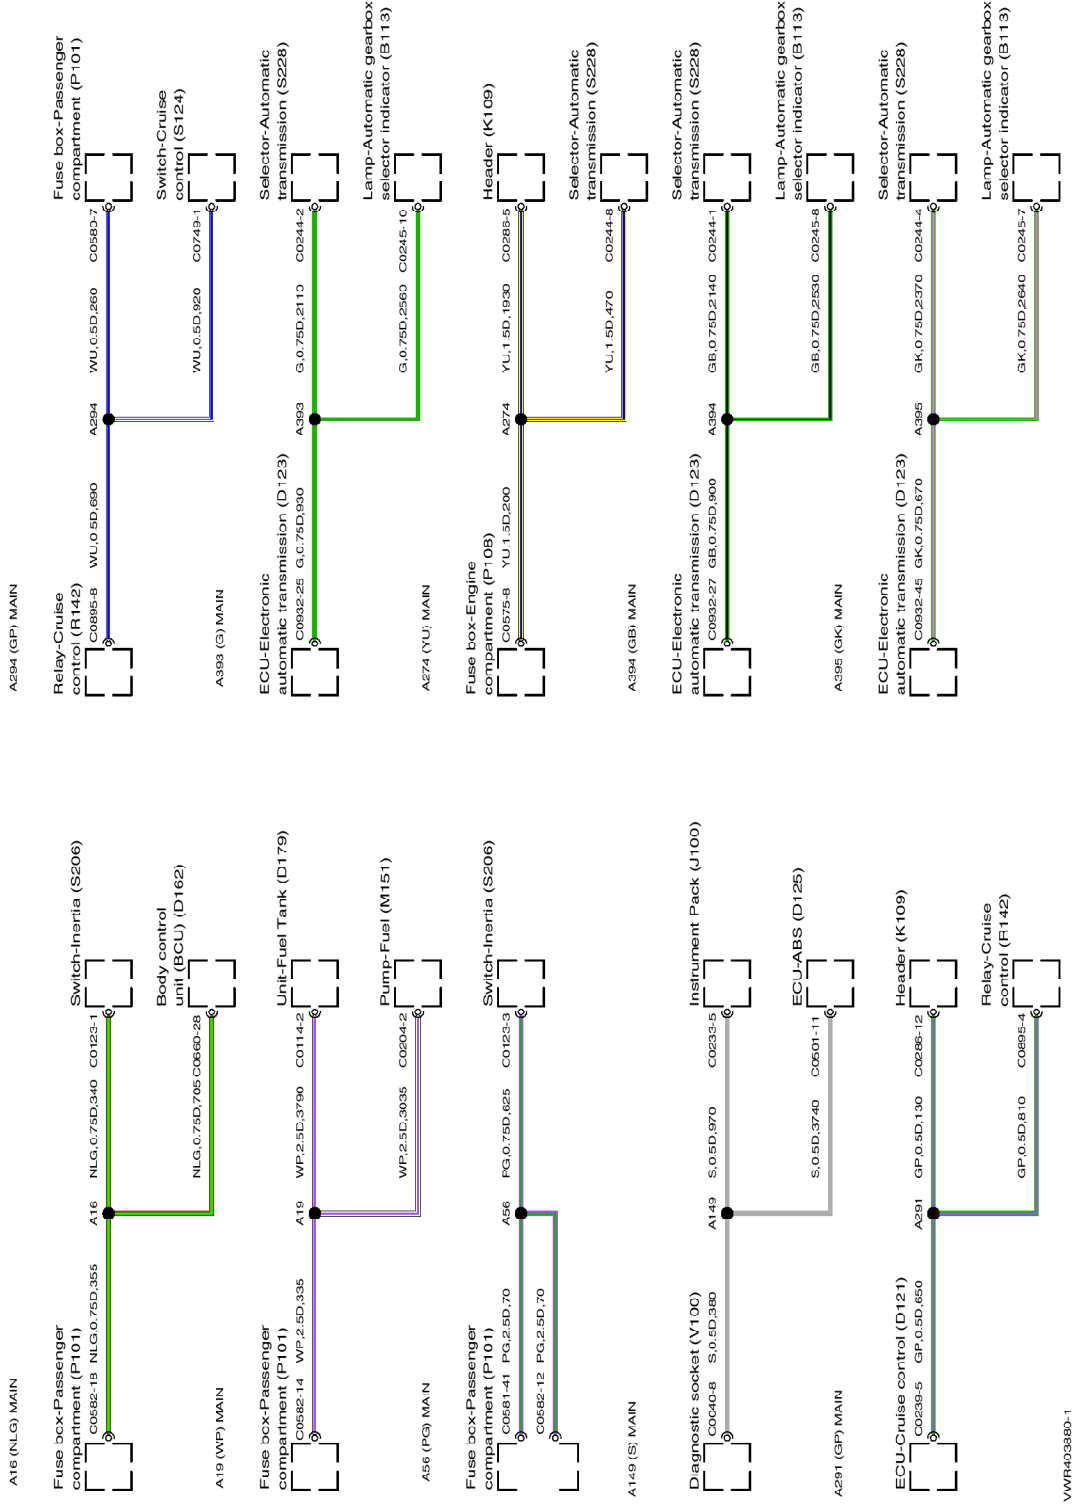 A16 (NLG) MAIN
Fuse box-Passenger
compartment (P101)
C0582-18 NLG,0.75D,355
A16
NLG,0.75D,340 C0123-1
Switch-Inertia (S206)
NLG,0.75D,705 C0660-28
Body control
unit (BCU) (D162)
A19 (WP) MAIN
Fuse box-Passenger
compartment (P101)
C0582-14 WP,2.5D,335
A19
WP,2.5D,3790 C0114-2
Unit-Fuel Tank (D179)
WP,2.5D,3035 C0204-2
Pump-Fuel (M151)
A56 (PG) MAIN
Fuse box-Passenger
compartment (P101)
C0581-41 PG,2.5D,70
C0582-12 PG,2.5D,70
A56
PG,0.75D,625 C0123-3
Switch-Inertia (S206)
A149 (S) MAIN
Diagnostic socket (V100)
C0040-8 S,0.5D,380
A149
S,0.5D,970 C0233-5
Instrument Pack (J100)
S,0.5D,3740 C0501-11
ECU-ABS (D125)
A291 (GP) MAIN
ECU-Cruise control (D121)
C0239-5 GP,0.5D,650
A291
GP,0.5D,130 C0286-12
Header (K109)
GP,0.5D,810 C0895-4
Relay-Cruise
control (R142)
VWR403380-1
A294 (GP) MAIN
Relay-Cruise
control (R142)
C0895-8 WU,0.5D,690
A294
WU,0.5D,260 C0580-7
Fuse box-Passenger
compartment (P101)
WU,0.5D,920 C0749-1
Switch-Cruise
control (S124)
A393 (G) MAIN
ECU-Electronic
automatic transmission (D123)
C0932-25 G,0.75D,930
A393
G,0.75D,2110 C0244-2
Selector-Automatic
transmission (S228)
G,0.75D,2560 C0245-10
Lamp-Automatic gearbox
selector indicator (B113)
A274 (YU) MAIN
Fuse box-Engine
compartment (P108)
C0575-8 YU,1.5D,200
A274
YU,1.5D,1930 C0286-5
Header (K109)
YU,1.5D,470 C0244-8
Selector-Automatic
transmission (S228)
A394 (GB) MAIN
ECU-Electronic
automatic transmission (D123)
C0932-27 GB,0.75D,900
A394
GB,0.75D,2140 C0244-1
Selector-Automatic
transmission (S228)
GB,0.75D,2530 C0245-8
Lamp-Automatic gearbox
selector indicator (B113)
A395 (GK) MAIN
ECU-Electronic
automatic transmission (D123)
C0932-45 GK,0.75D,670
A395
GK,0.75D,2370 C0244-4
Selector-Automatic
transmission (S228)
GK,0.75D,2640 C0245-7
Lamp-Automatic gearbox
selector indicator (B113)